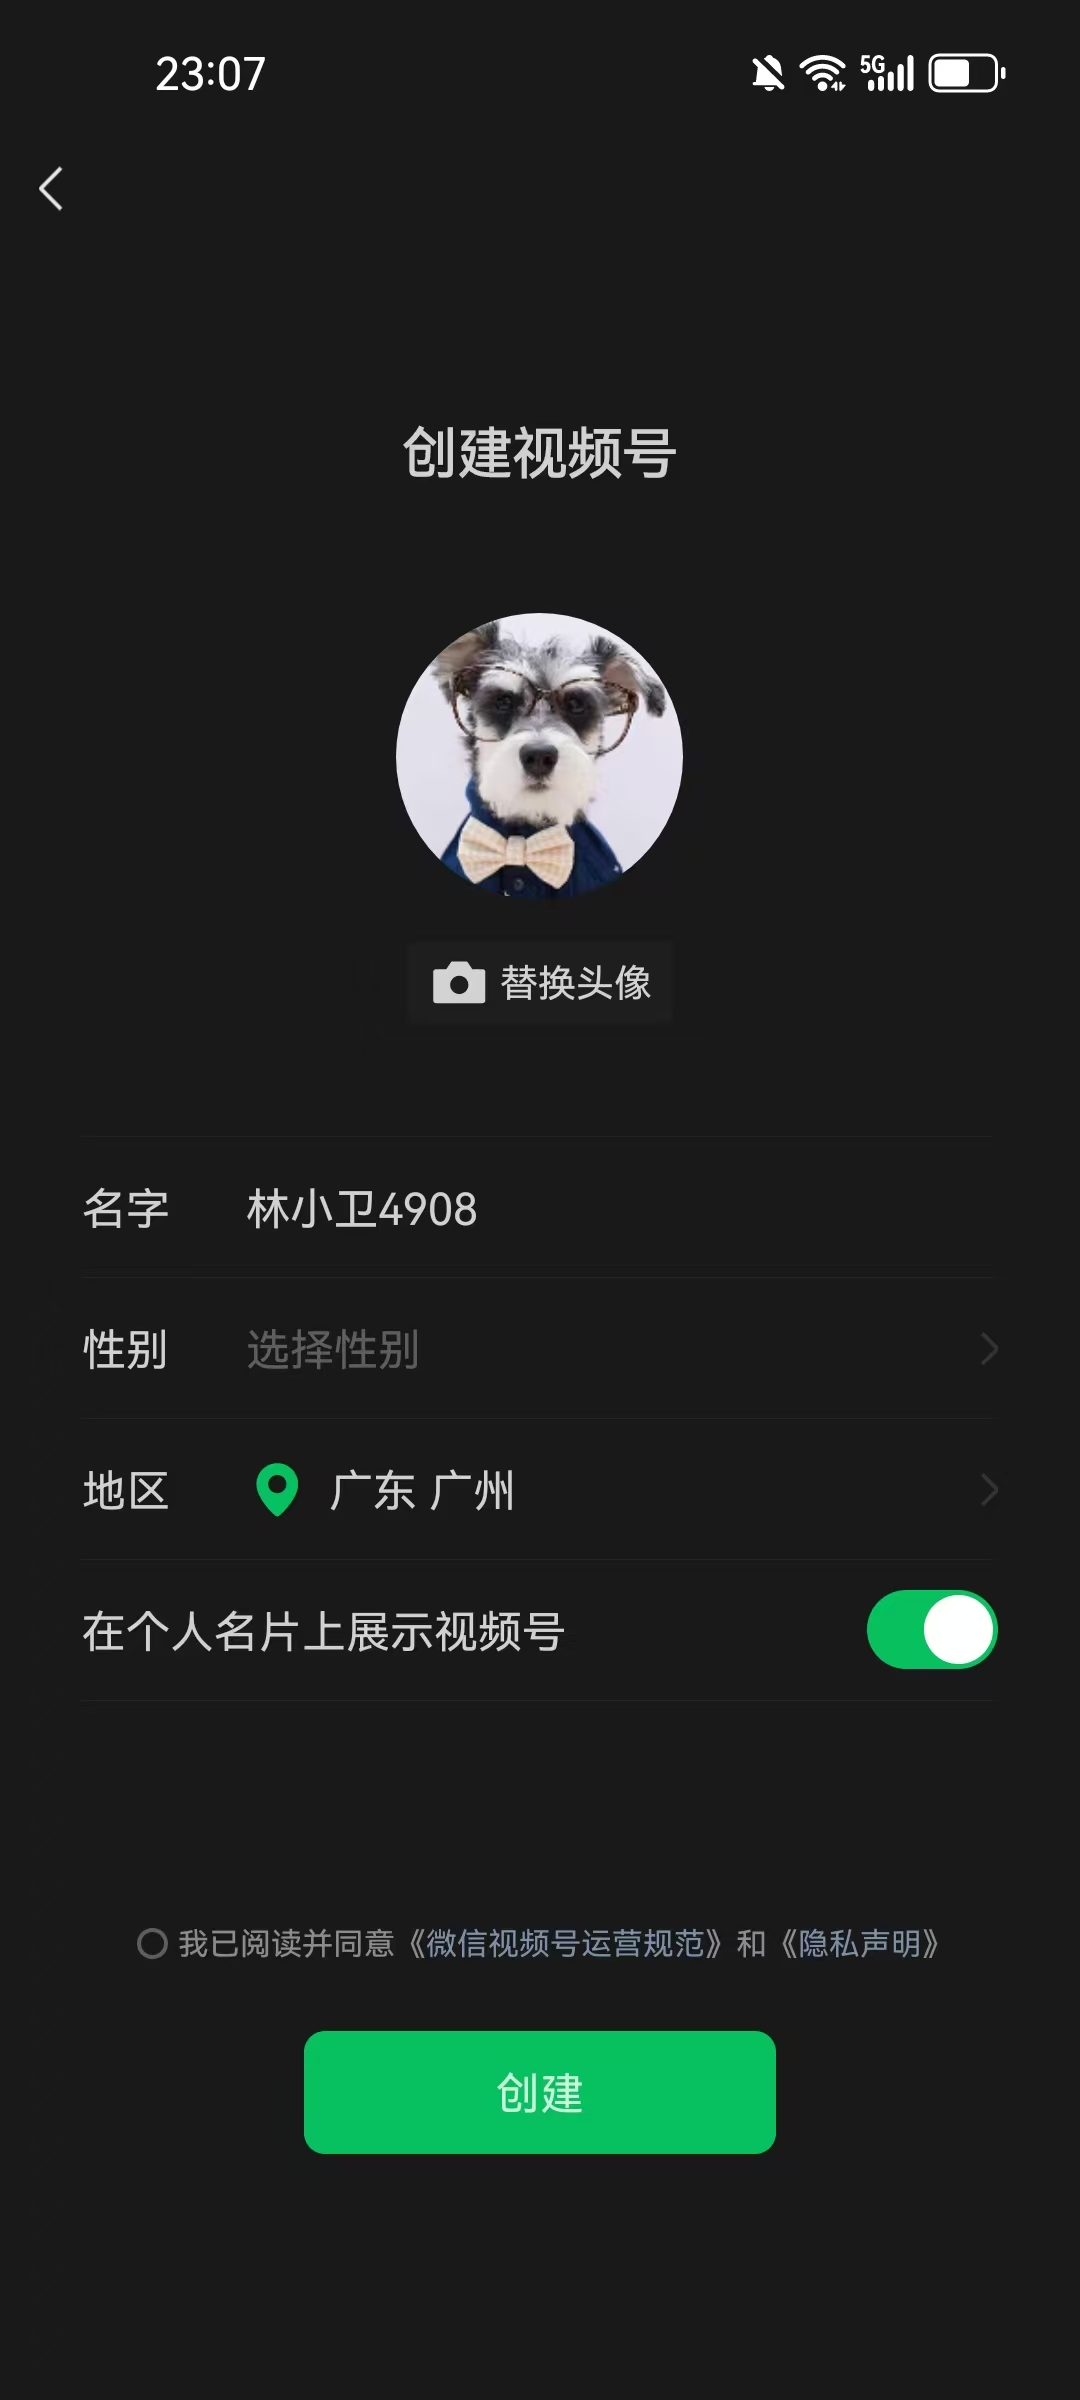 23:07
5G
创建视频号
替换头像
名字 林小卫4908
性别 选择性别
地区 广东 广州
在个人名片上展示视频号
我已阅读并同意《微信视频号运营规范》和《隐私声明》
创建